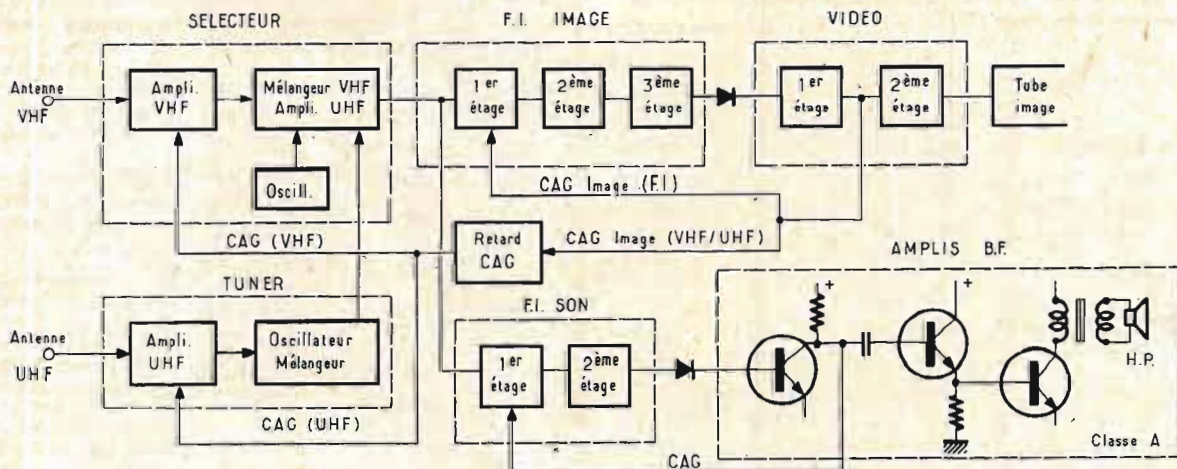 SELECTEUR
F.I. IMAGE
VIDEO
Antenne
VHF
Ampli.
VHF
Mélangeur VHF
Ampli. UHF
1er
étage
2ème
étage
3ème
étage
1er
étage
2ème
étage
Tube
image
Oscill.
CAG Image (F.I)
CAG (VHF)
Retard
CAG
CAG Image (VHF/UHF)
AMPLIS B.F.
TUNER
F.I. SON
+
+
Antenne
UHF
Ampli.
UHF
Oscillateur
Mélangeur
1er
étage
2ème
étage
H.P.
CAG (UHF)
Classe A
CAG